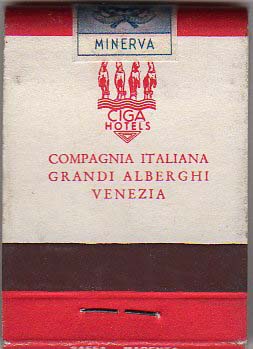 MINERVA
CIGA
HOTELS
COMPAGNIA ITALIANA
GRANDI ALBERGHI
VENEZIA